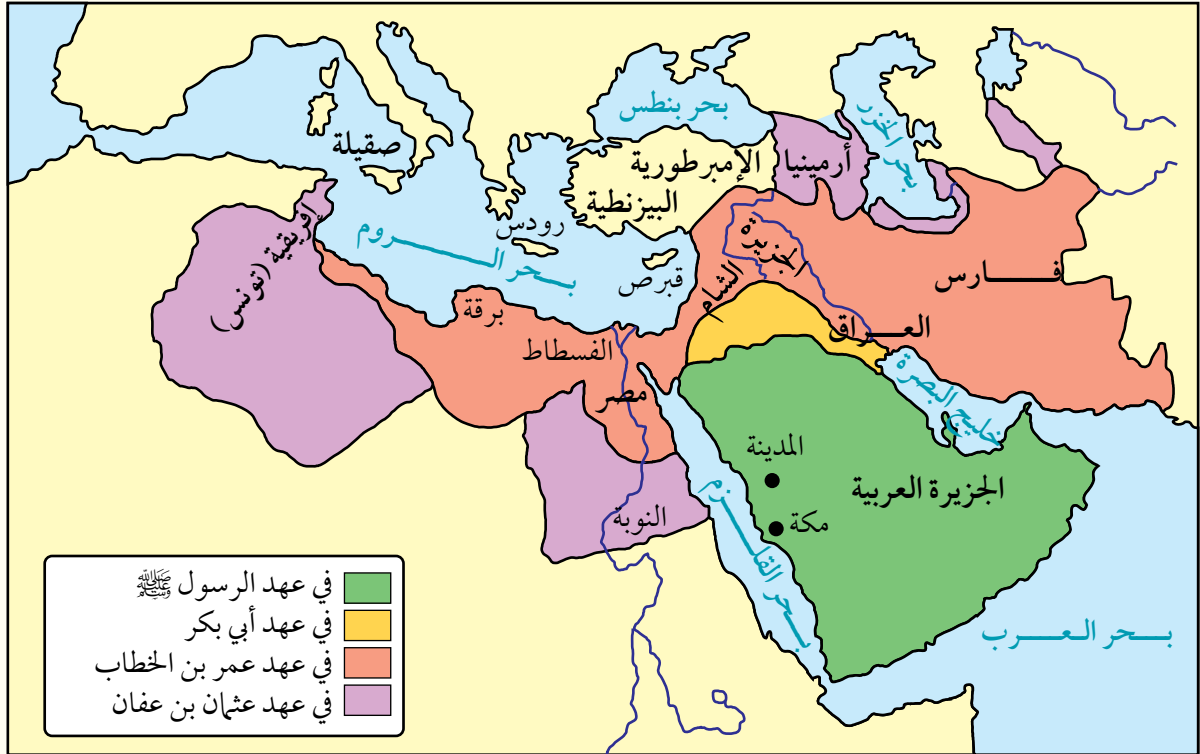 بحر بنطس
بحر الخزر
صقيلة
الإمبرطورية
البيزنطية
أرمينيا
رودس
بحر الروم
قبرص
الجزيرة
الشام
فارس
إفريقية (تونس)
برقة
العراق
الفسطاط
مصر
خليج البصرة
المدينة
الجزيرة العربية
مكة
النوبة
بحر القلزم
بحر العرب
في عهد الرسول ﷺ
في عهد أبي بكر
في عهد عمر بن الخطاب
في عهد عثمان بن عفان